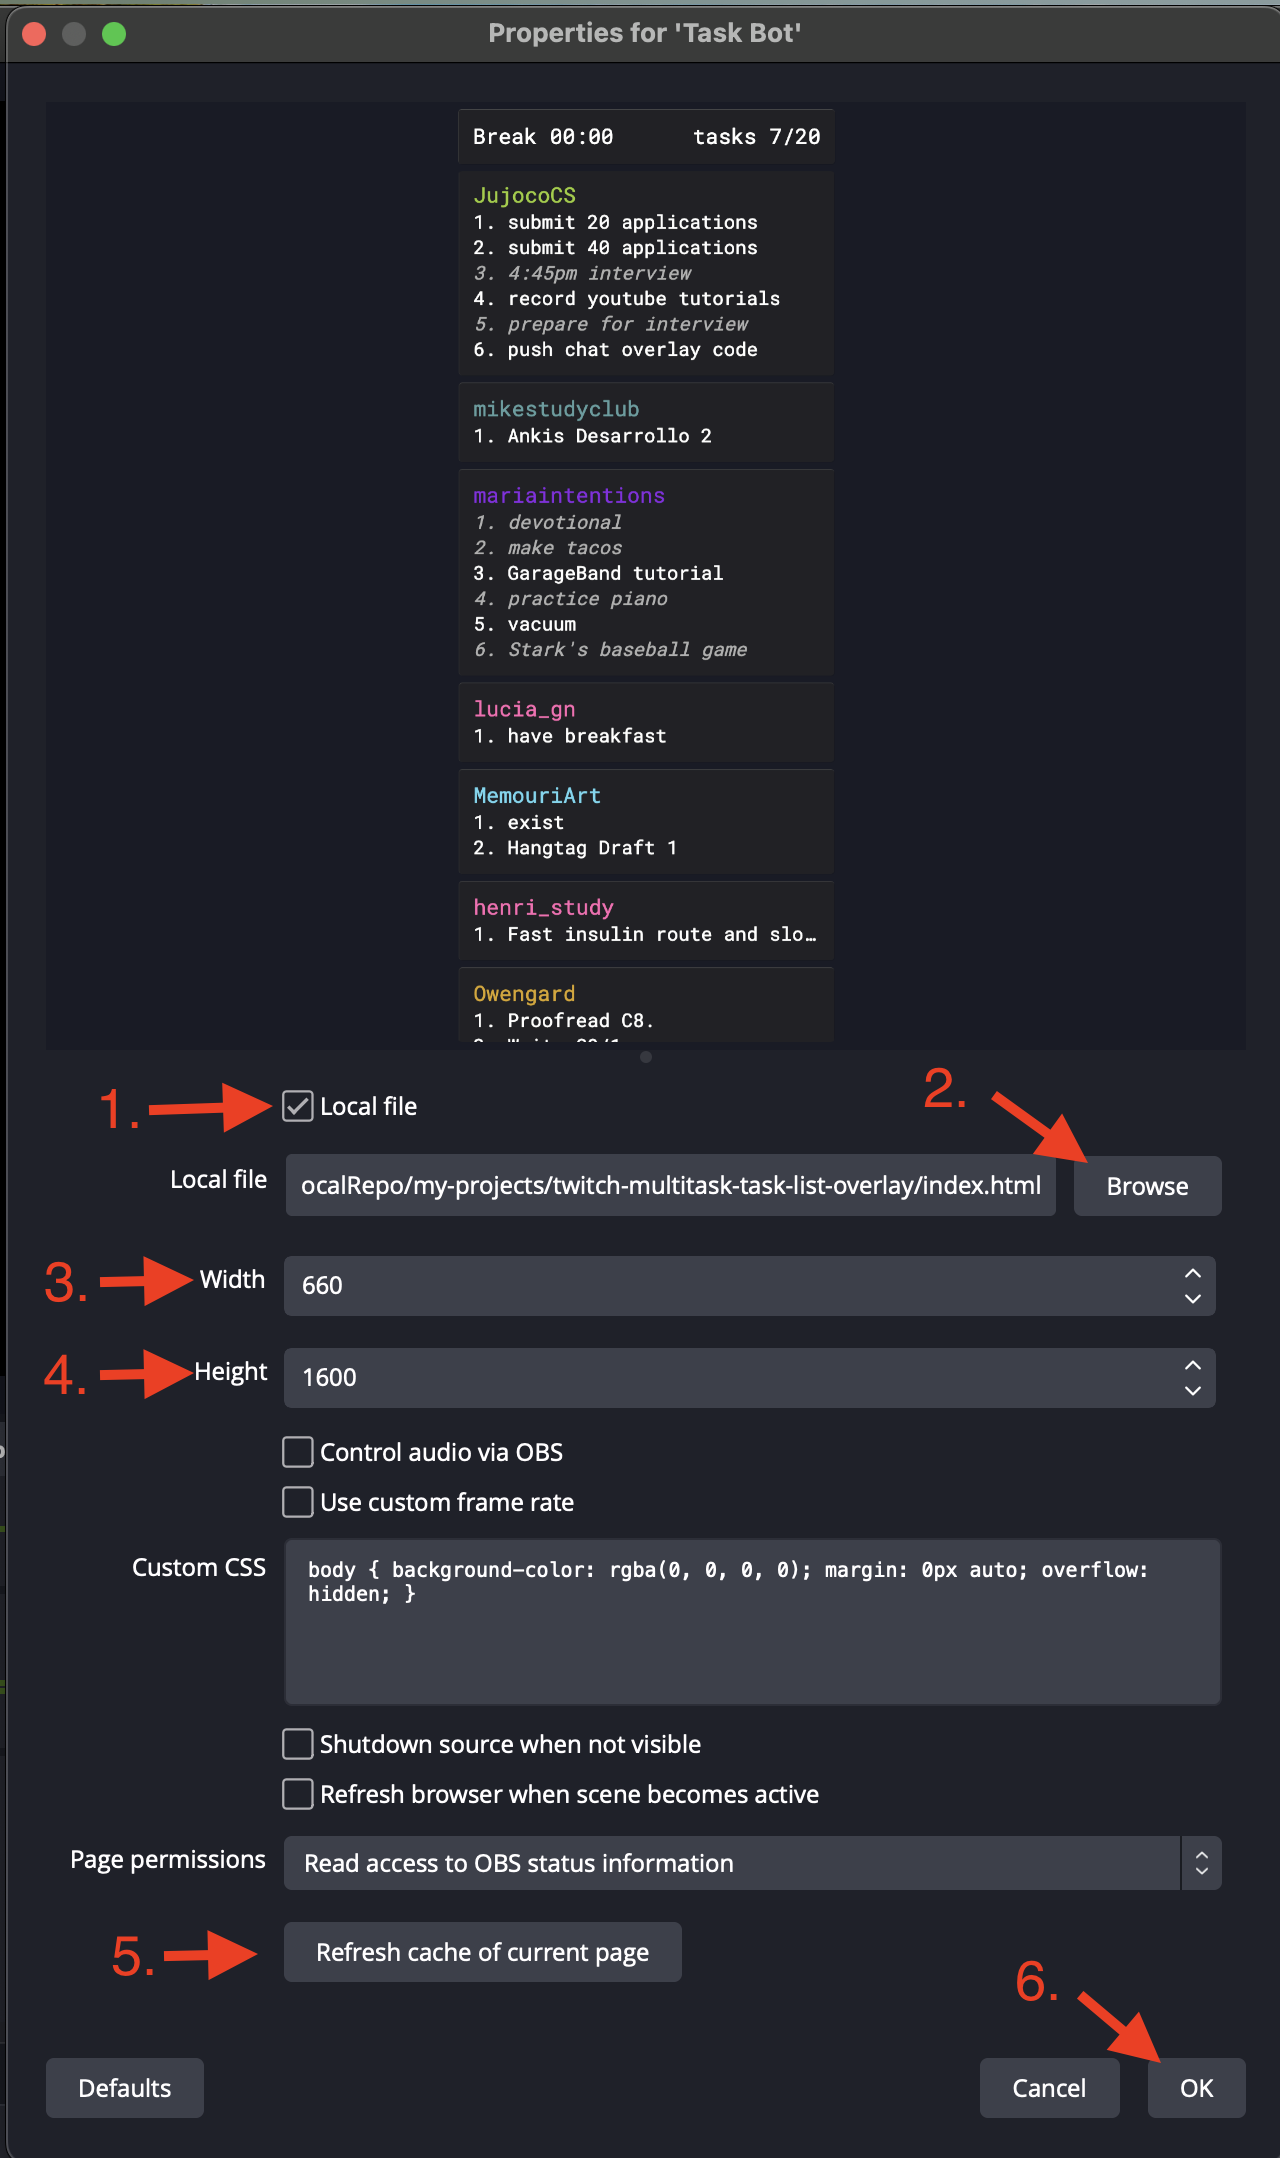 Properties for 'Task Bot'
Break 00:00 tasks 7/20
JujocoCS
1. submit 20 applications
2. submit 40 applications
3. 4:45pm interview
4. record youtube tutorials
5. prepare for interview
6. push chat overlay code
mikestudyclub
1. Ankis Desarrollo 2
mariaintentions
1. devotional
2. make tacos
3. GarageBand tutorial
4. practice piano
5. vacuum
6. Stark's baseball game
lucia_gn
1. have breakfast
MemouriArt
1. exist
2. Hangtag Draft 1
henri_study
1. Fast insulin route and slo…
Owengard
1. Proofread C8.
1. Local file
2.
Local file ocalRepo/my-projects/twitch-multitask-task-list-overlay/index.html Browse
3. Width 660
4. Height 1600
Control audio via OBS
Use custom frame rate
Custom CSS body { background-color: rgba(0, 0, 0, 0); margin: 0px auto; overflow:
hidden; }
Shutdown source when not visible
Refresh browser when scene becomes active
Page permissions Read access to OBS status information
5. Refresh cache of current page
6.
Defaults Cancel OK